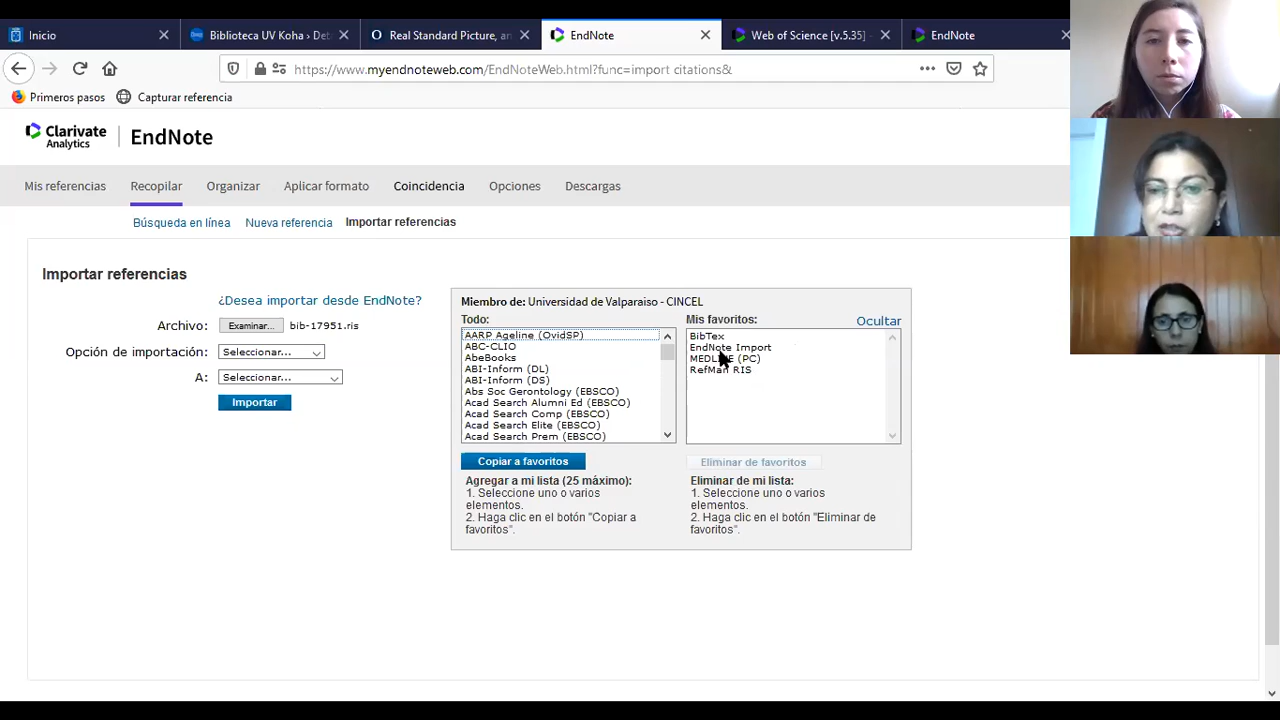 Inicio
Biblioteca UV Koha › Det
Real Standard Picture, an
EndNote
Web of Science [v.5.35]
EndNote
https://www.myendnoteweb.com/EndNoteWeb.html?func=import citations&
Primeros pasos
Capturar referencia
Clarivate Analytics
EndNote
Mis referencias
Recopilar
Organizar
Aplicar formato
Coincidencia
Opciones
Descargas
Búsqueda en línea
Nueva referencia
Importar referencias
Importar referencias
¿Desea importar desde EndNote?
Archivo:
Examinar...
bib-17951.ris
Opción de importación:
Seleccionar...
A:
Seleccionar...
Importar
Miembro de: Universidad de Valparaiso - CINCEL
Todo:
AARP Ageline (OvidSP)
ABC-CLIO
AbeBooks
ABI-Inform (DL)
ABI-Inform (DS)
Abs Soc Gerontology (EBSCO)
Acad Search Alumni Ed (EBSCO)
Acad Search Comp (EBSCO)
Acad Search Elite (EBSCO)
Acad Search Prem (EBSCO)
Copiar a favoritos
Agregar a mi lista (25 máximo):
1. Seleccione uno o varios
elementos.
2. Haga clic en el botón "Copiar a
favoritos".
Mis favoritos:
Ocultar
BibTex
EndNote Import
MEDLINE (PC)
RefMan RIS
Eliminar de favoritos
Eliminar de mi lista:
1. Seleccione uno o varios
elementos.
2. Haga clic en el botón "Eliminar de
favoritos".